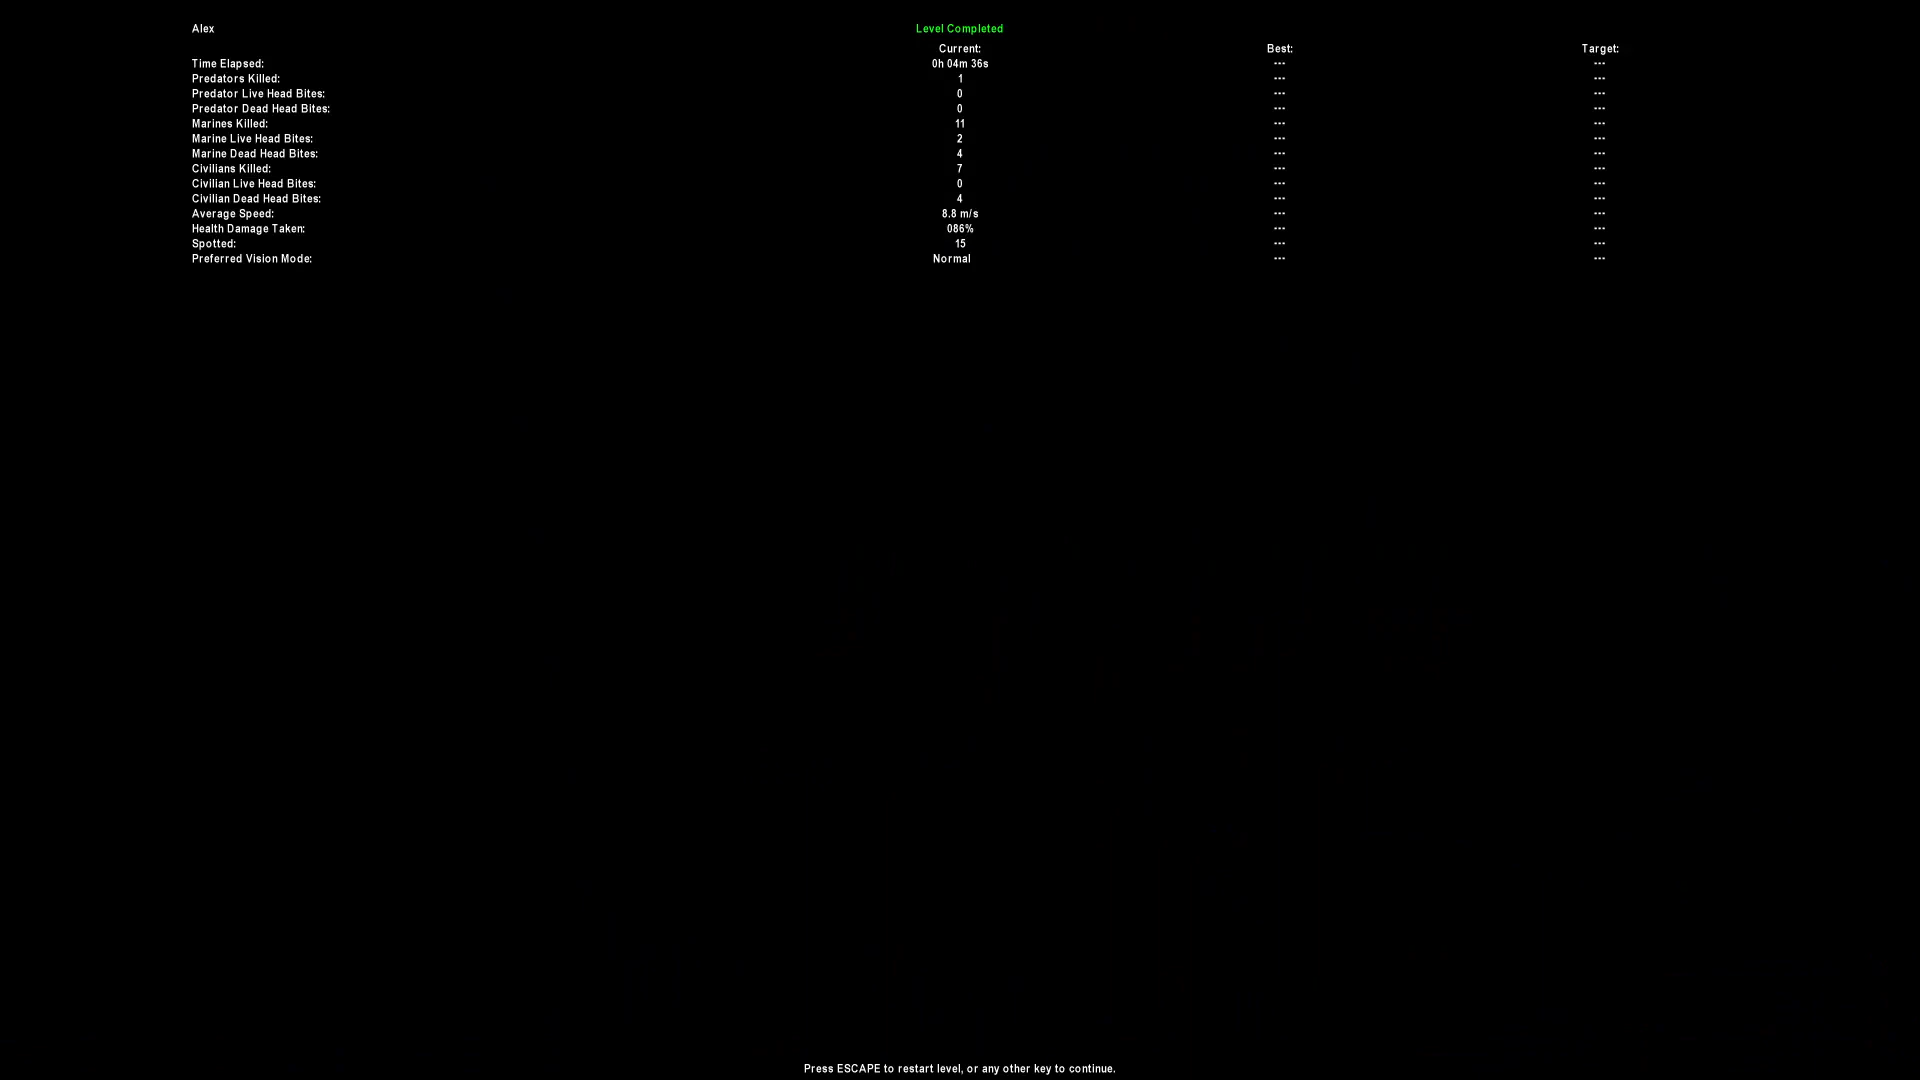 Alex Level Completed
Current: Best: Target:
Time Elapsed: 0h 04m 36s --- ---
Predators Killed: 1 --- ---
Predator Live Head Bites: 0 --- ---
Predator Dead Head Bites: 0 --- ---
Marines Killed: 11 --- ---
Marine Live Head Bites: 2 --- ---
Marine Dead Head Bites: 4 --- ---
Civilians Killed: 7 --- ---
Civilian Live Head Bites: 0 --- ---
Civilian Dead Head Bites: 4 --- ---
Average Speed: 8.8 m/s --- ---
Health Damage Taken: 086% --- ---
Spotted: 15 --- ---
Preferred Vision Mode: Normal --- ---
Press ESCAPE to restart level, or any other key to continue.